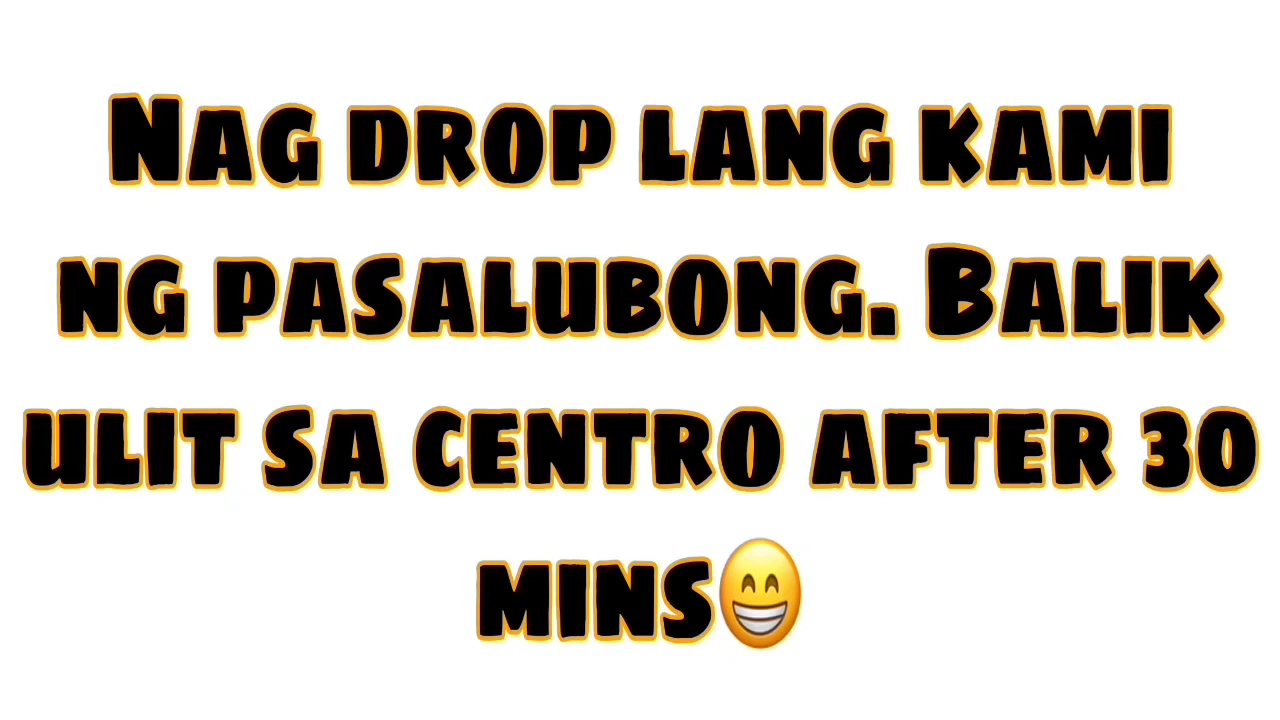 Nag drop lang kami
ng pasalubong. Balik
ulit sa centro after 30
mins😁